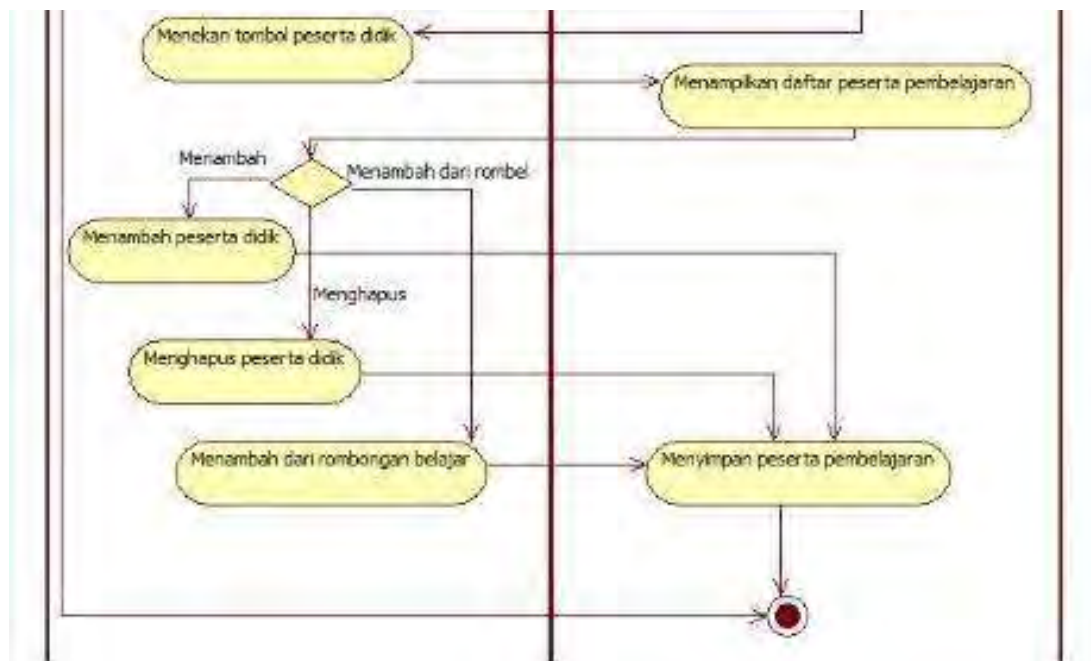 Menekan tombol peserta didik
Menampilkan daftar peserta pembelajaran
Menambah
Menambah dari rombel
Menambah peserta didik
Menghapus
Menghapus peserta didik
Menambah dari rombongan belajar
Menyimpan peserta pembelajaran